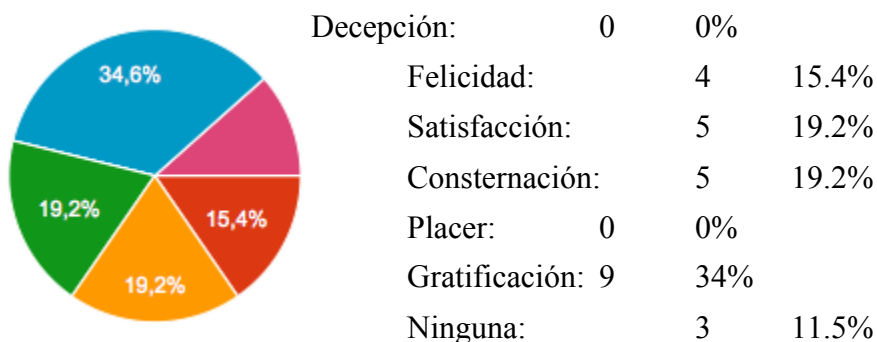 34,6%
19,2%
15,4%
19,2%
Decepción: 0 0%
Felicidad: 4 15.4%
Satisfacción: 5 19.2%
Consternación: 5 19.2%
Placer: 0 0%
Gratificación: 9 34%
Ninguna: 3 11.5%